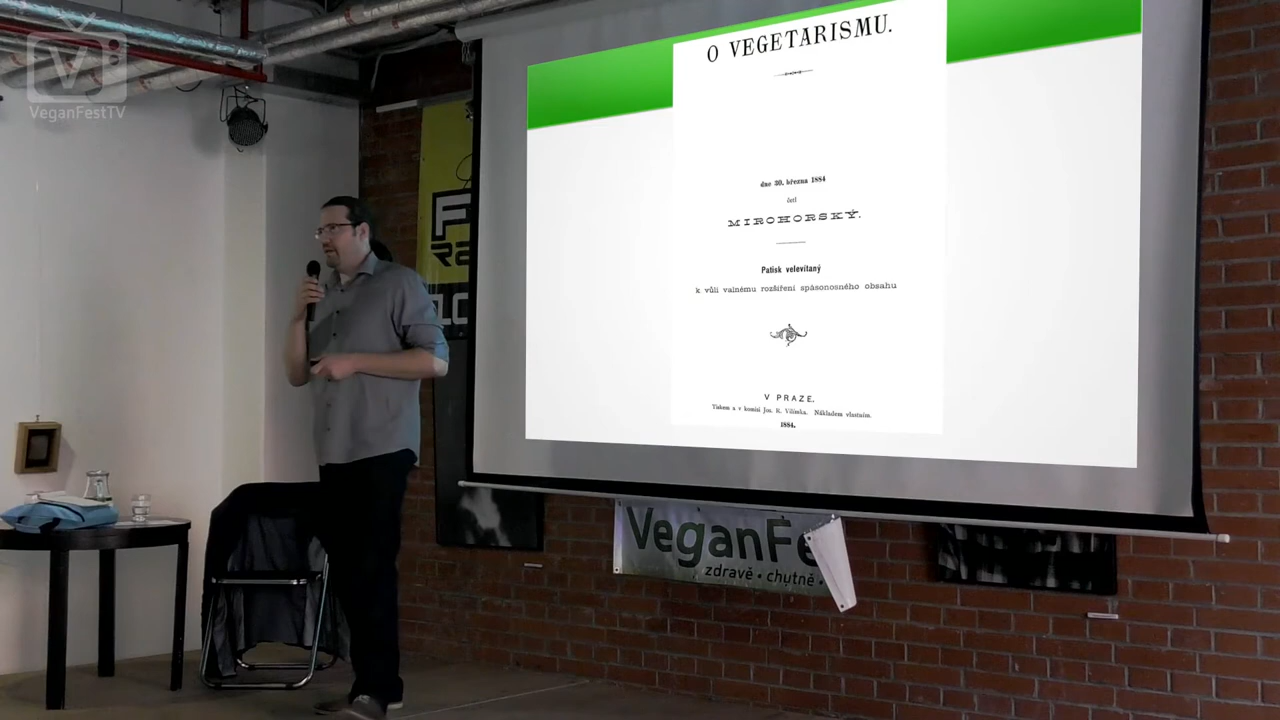 VeganFestTV
O VEGETARISMU.
dne 30. března 1884
četl
MIROHORSKÝ.
Patisk velevítaný
k vůli valnému rozšíření spásonosného obsahu
V PRAZE.
Tiskem a v komisi Jos. R. Vilímka. Nákladem vlastním.
1884.
VeganFe
zdravě • chutně •